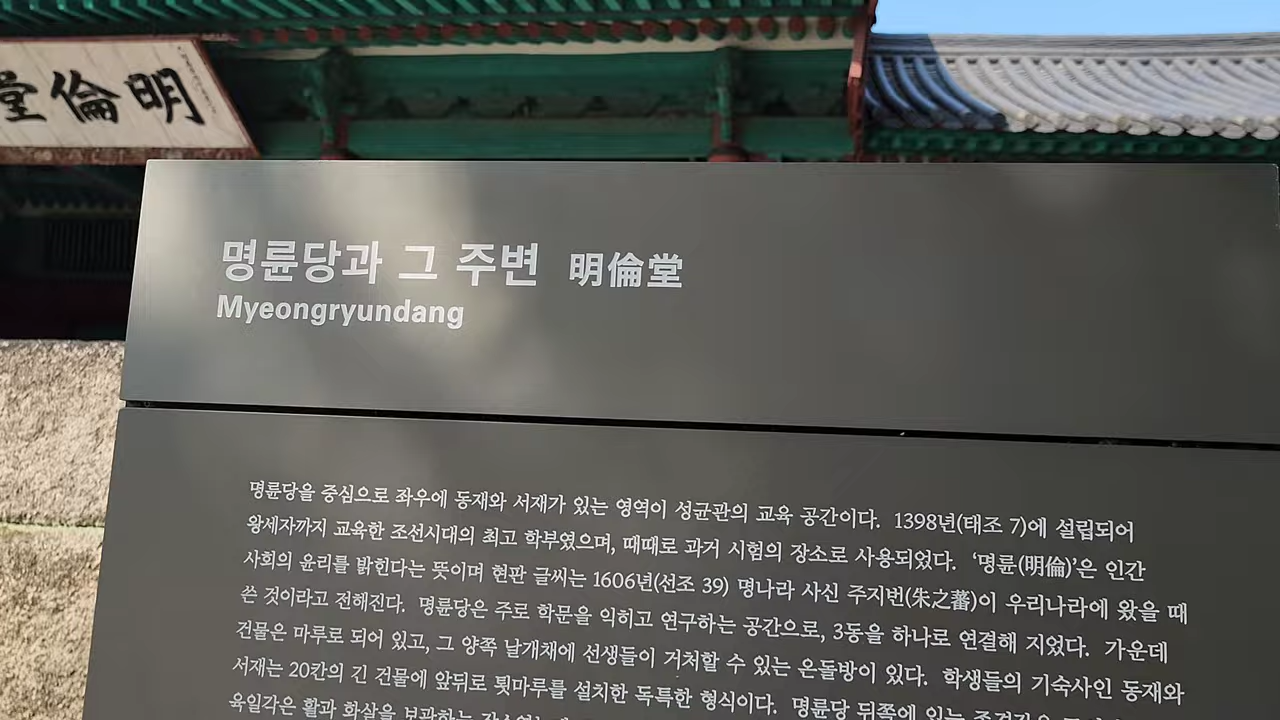 明倫堂
명륜당과 그 주변 明倫堂
Myeongryundang
명륜당을 중심으로 좌우에 동재와 서재가 있는 영역이 성균관의 교육 공간이다. 1398년(태조 7)에 설립되어
왕세자까지 교육한 조선시대의 최고 학부였으며, 때때로 과거 시험의 장소로 사용되었다. ‘명륜(明倫)’은 인간
사회의 윤리를 밝힌다는 뜻이며 현판 글씨는 1606년(선조 39) 명나라 사신 주지번(朱之蕃)이 우리나라에 왔을 때
쓴 것이라고 전해진다. 명륜당은 주로 학문을 익히고 연구하는 공간으로, 3동을 하나로 연결해 지었다. 가운데
건물은 마루로 되어 있고, 그 양쪽 날개채에 선생들이 거처할 수 있는 온돌방이 있다. 학생들의 기숙사인 동재와
서재는 20칸의 긴 건물에 앞뒤로 툇마루를 설치한 독특한 형식이다. 명륜당 뒤쪽에 있는
육일각은 활과 화살을 보관하는